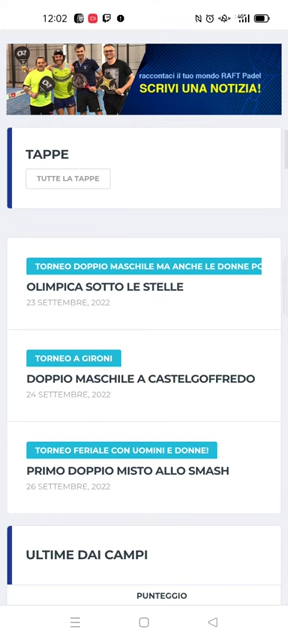 12:02
raccontaci il tuo mondo RAFT Padel
SCRIVI UNA NOTIZIA!
TAPPE
TUTTE LA TAPPE
TORNEO DOPPIO MASCHILE MA ANCHE LE DONNE PO
OLIMPICA SOTTO LE STELLE
23 SETTEMBRE, 2022
TORNEO A GIRONI
DOPPIO MASCHILE A CASTELGOFFREDO
24 SETTEMBRE, 2022
TORNEO FERIALE CON UOMINI E DONNE!
PRIMO DOPPIO MISTO ALLO SMASH
26 SETTEMBRE, 2022
ULTIME DAI CAMPI
PUNTEGGIO